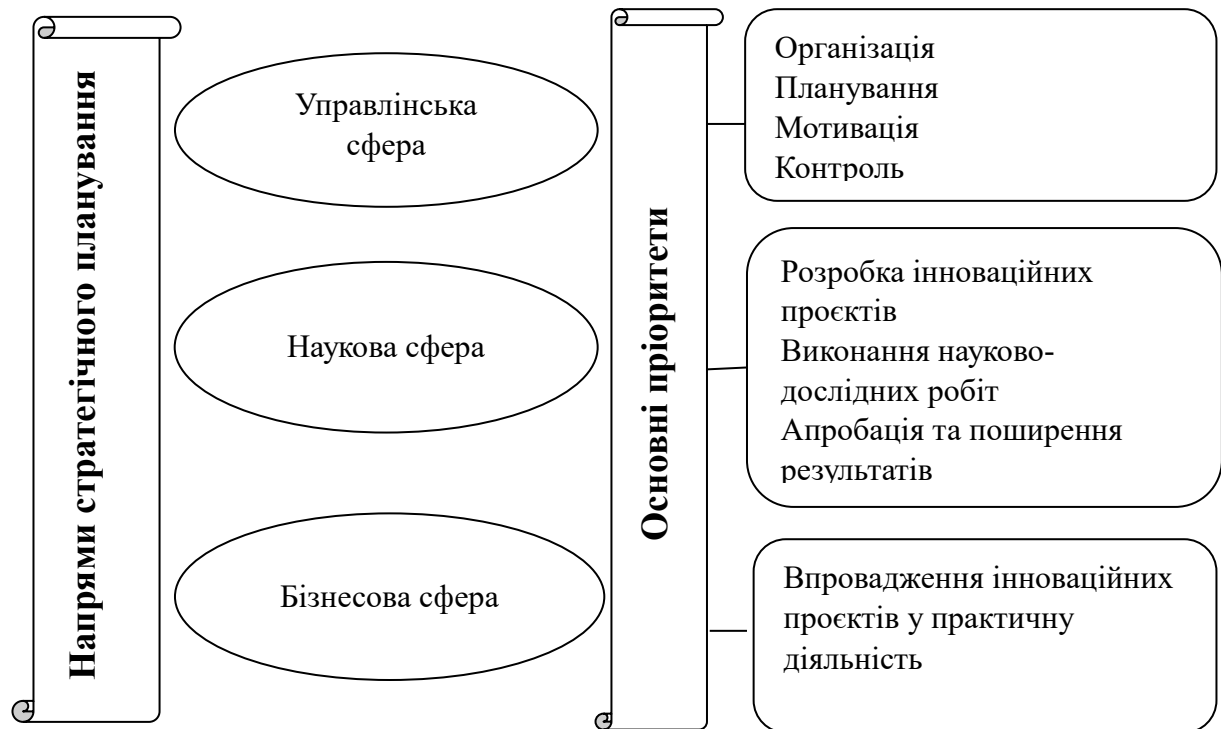 Напрями стратегічного планування
Управлінська
сфера
Наукова сфера
Бізнесова сфера
Основні пріоритети
Організація
Планування
Мотивація
Контроль
Розробка інноваційних
проєктів
Виконання науково-
дослідних робіт
Апробація та поширення
результатів
Впровадження інноваційних
проєктів у практичну
діяльність